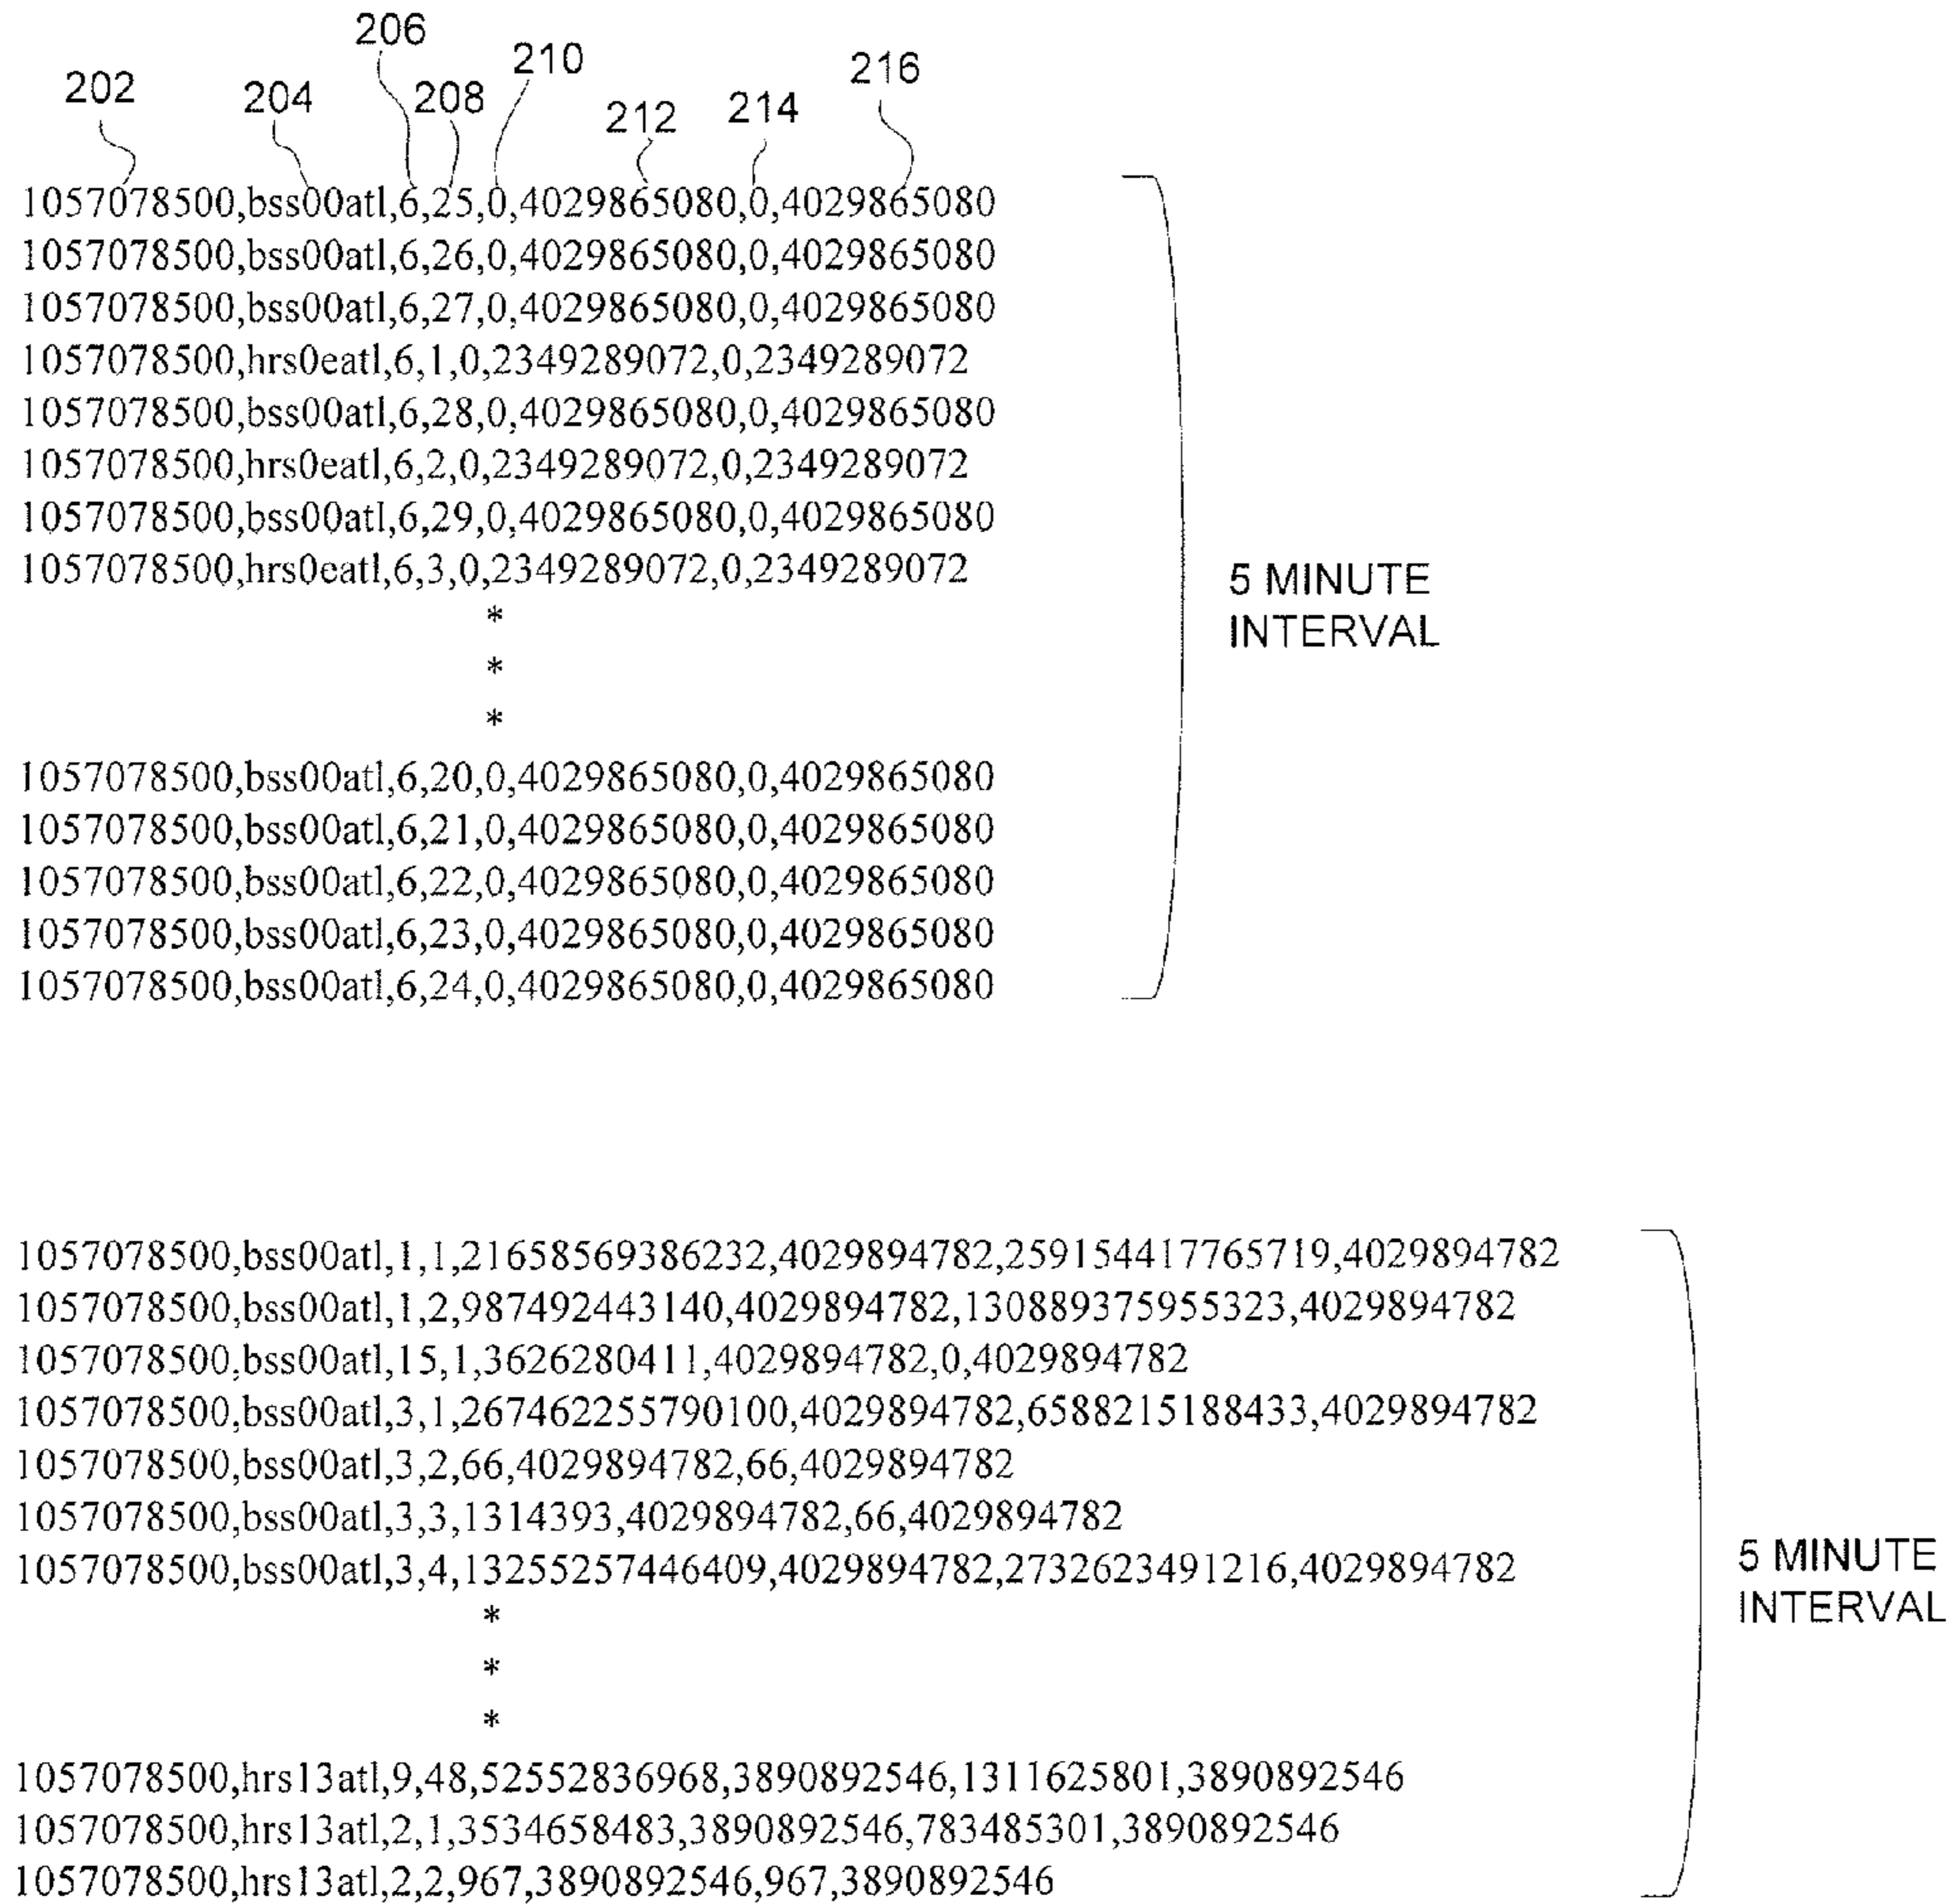 206
210
202
204
208
216
212
214
1057078500,bss00atl,6,25,0,4029865080,0,4029865080
1057078500,bss00atl,6,26,0,4029865080,0,4029865080
1057078500,bss00atl,6,27,0,4029865080,0,4029865080
1057078500,hrs0eatl,6,1,0,2349289072,0,2349289072
1057078500,bss00atl,6,28,0,4029865080,0,4029865080
1057078500,hrs0eatl,6,2,0,2349289072,0,2349289072
1057078500,bss00atl,6,29,0,4029865080,0,4029865080
1057078500,hrs0eatl,6,3,0,2349289072,0,2349289072
*
*
*
1057078500,bss00atl,6,20,0,4029865080,0,4029865080
1057078500,bss00atl,6,21,0,4029865080,0,4029865080
1057078500,bss00atl,6,22,0,4029865080,0,4029865080
1057078500,bss00atl,6,23,0,4029865080,0,4029865080
1057078500,bss00atl,6,24,0,4029865080,0,4029865080
5 MINUTE
INTERVAL
1057078500,bss00atl,1,1,21658569386232,4029894782,259154417765719,4029894782
1057078500,bss00atl,1,2,987492443140,4029894782,130889375955323,4029894782
1057078500,bss00atl,15,1,3626280411,4029894782,0,4029894782
1057078500,bss00atl,3,1,267462255790100,4029894782,6588215188433,4029894782
1057078500,bss00atl,3,2,66,4029894782,66,4029894782
1057078500,bss00atl,3,3,1314393,4029894782,66,4029894782
1057078500,bss00atl,3,4,13255257446409,4029894782,2732623491216,4029894782
*
*
*
1057078500,hrs13atl,9,48,52552836968,3890892546,1311625801,3890892546
1057078500,hrs13atl,2,1,3534658483,3890892546,783485301,3890892546
1057078500,hrs13atl,2,2,967,3890892546,967,3890892546
5 MINUTE
INTERVAL